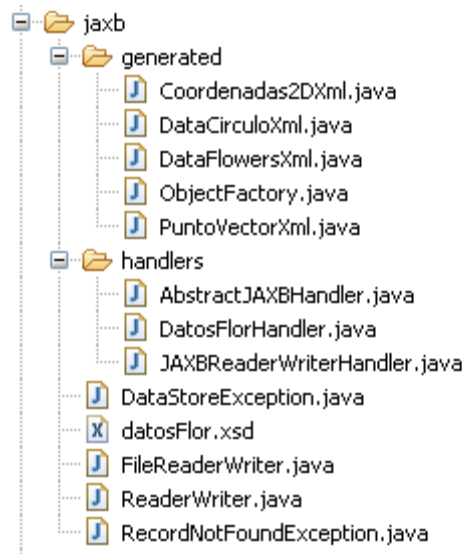 jaxb
generated
Coordenadas2DXml.java
DataCirculoXml.java
DataFlowersXml.java
ObjectFactory.java
PuntoVectorXml.java
handlers
AbstractJAXBHandler.java
DatosFlorHandler.java
JAXBReaderWriterHandler.java
DataStoreException.java
datosFlor.xsd
FileReaderWriter.java
ReaderWriter.java
RecordNotFoundException.java